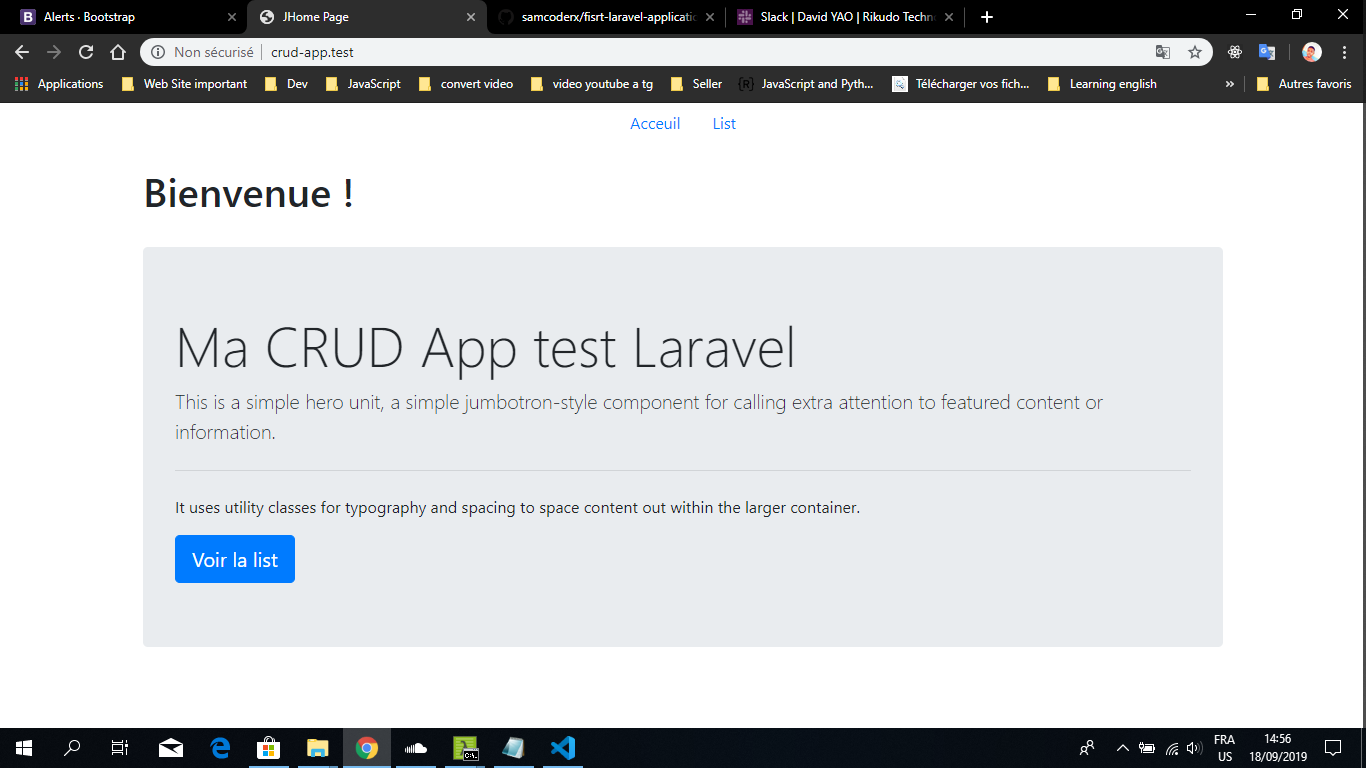 Alerts · Bootstrap
JHome Page
samcoderx/fisrt-laravel-applicatio
Slack | David YAO | Rikudo Techno
Non sécurisé
crud-app.test
Applications
Web Site important
Dev
JavaScript
convert video
video youtube a tg
Seller
JavaScript and Pyth...
Télécharger vos fich...
Learning english
»
Autres favoris
Acceuil
List
Bienvenue !
Ma CRUD App test Laravel
This is a simple hero unit, a simple jumbotron-style component for calling extra attention to featured content or
information.
It uses utility classes for typography and spacing to space content out within the larger container.
Voir la list
FRA
US
14:56
18/09/2019